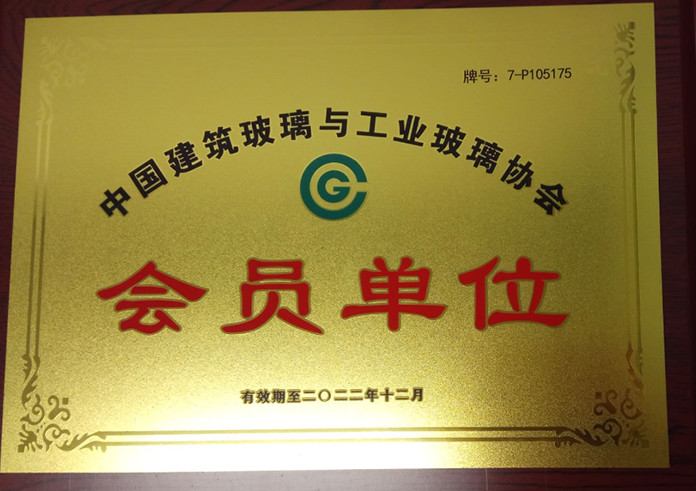 牌号：7-P105175
中国建筑玻璃与工业玻璃协会
CG
会员单位
有效期至二〇二二年十二月